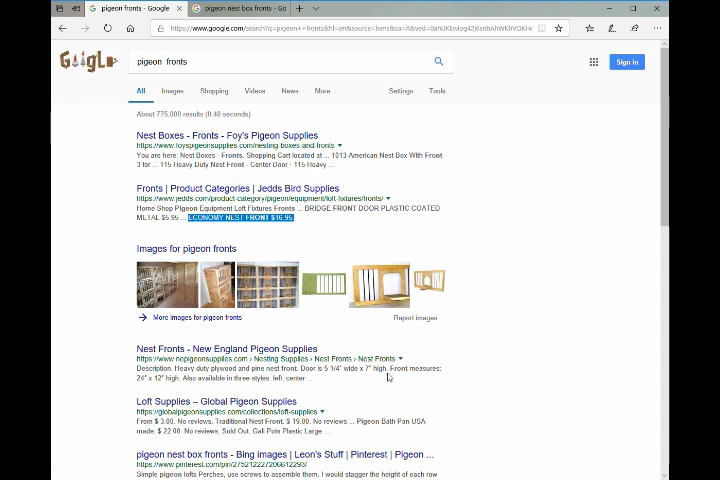 pigeon fronts - Google
pigeon nest box fronts - Go
pigeon fronts
Sign in
All Images Shopping Videos News More Settings Tools
About 775,000 results (0.40 seconds)
Nest Boxes - Fronts - Foy's Pigeon Supplies
https://www.foyspigeonsupplies.com/nesting-boxes-and-fronts
You are here: Nest Boxes - Fronts. Shopping Cart located at ... 1013 American Nest Box With Front
3 for ... 115 Heavy Duty Nest Front - Center Door · 115 Heavy ...
Fronts | Product Categories | Jedds Bird Supplies
https://www.jedds.com/product-category/pigeon/equipment/loft-fixtures/fronts/
Home Shop Pigeon Equipment Loft Fixtures Fronts ... BRIDGE FRONT DOOR PLASTIC COATED
METAL $5.95 ... ECONOMY NEST FRONT $16.95.
Images for pigeon fronts
More images for pigeon fronts Report images
Nest Fronts - New England Pigeon Supplies
https://www.nepigeonsupplies.com › Nesting Supplies › Nest Fronts › Nest Fronts
Description. Heavy duty plywood and pine nest front. Door is 5 1/4" wide x 7" high. Front measures:
24" x 12" high. Also available in three styles: left, center ...
Loft Supplies – Global Pigeon Supplies
https://globalpigeonsupplies.com/collections/loft-supplies
From $ 3.00. No reviews. Traditional Nest Front. $ 19.00. No reviews ... Pigeon Bath Pan USA
made. $ 22.00. No reviews. Sold Out. Gali Pots Plastic Large ...
pigeon nest box fronts - Bing images | Leon's Stuff | Pinterest | Pigeon ...
https://www.pinterest.com/pin/275212227206612293/
Simple pigeon lofts Perches, use screws to assemble them. I would stagger the height of each row